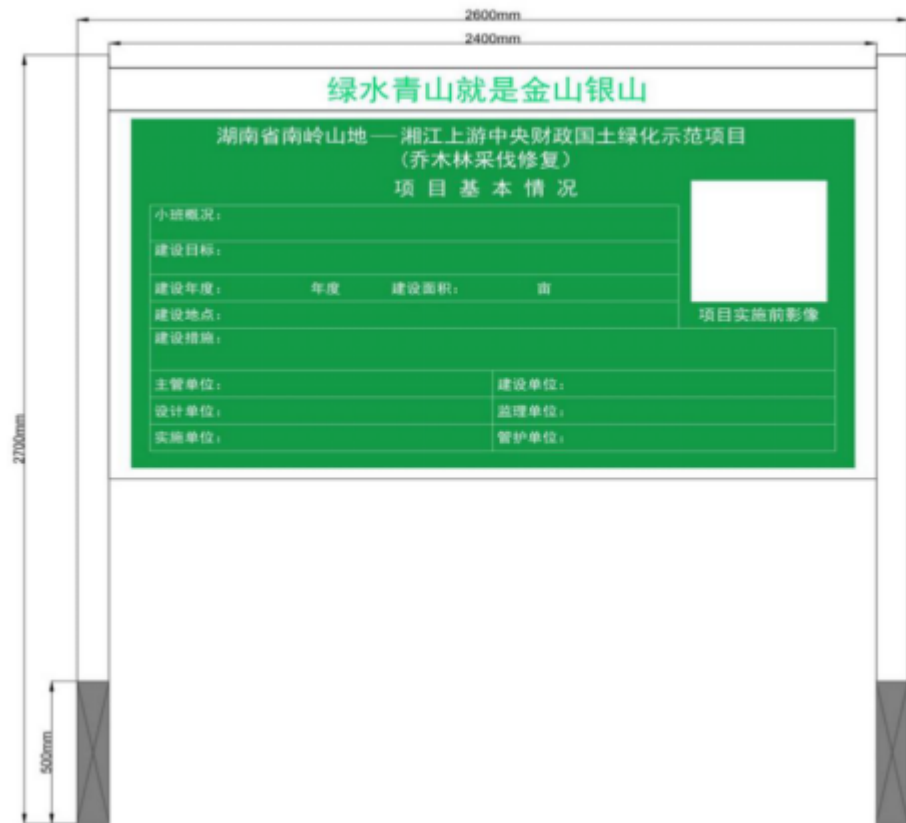 2600mm
2400mm
绿水青山就是金山银山
湖南省南岭山地——湘江上游中央财政国土绿化示范项目
（乔木林采伐修复）
项目基本情况
小班概况：
建设目标：
建设年度： 年度 建设面积： 亩
建设地点：
项目实施前影像
建设措施：
主管单位： 建设单位：
设计单位： 监理单位：
实施单位： 管护单位：
2700mm
500mm